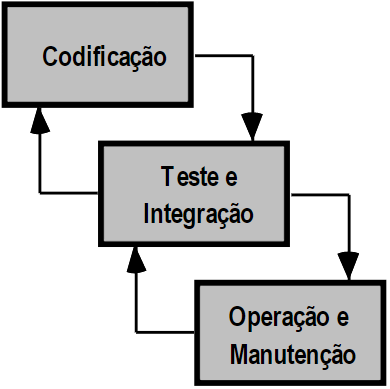 Codificação
Teste e
Integração
Operação e
Manutenção